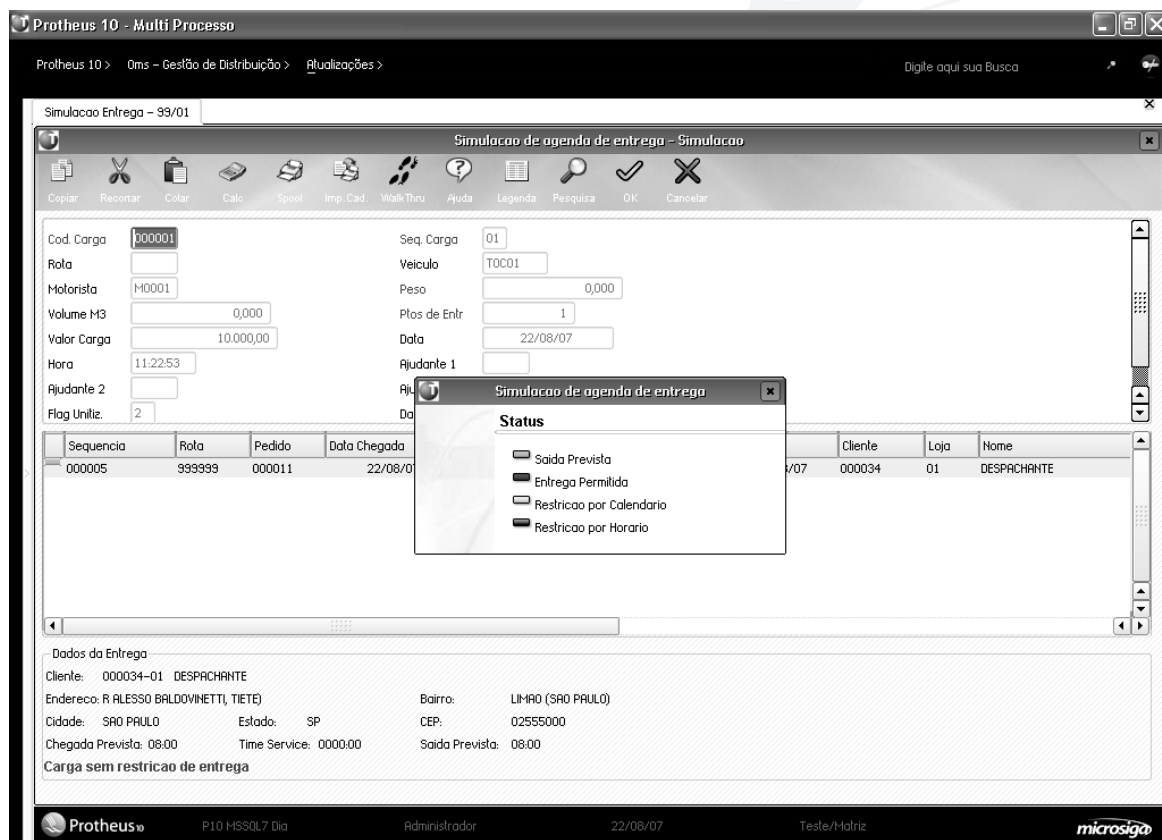 Protheus 10 - Multi Processo
Protheus 10 > Oms - Gestão de Distribuição > Atualizações >
Digite aqui sua Busca
Simulacao Entrega - 99/01
Simulacao de agenda de entrega - Simulacao
Copiar Recortar Colar Calc Spool Imp.Cad. WalkThru Ajuda Legenda Pesquisa OK Cancelar
Cod. Carga 000001 Seq. Carga 01
Rota Veiculo TOC01
Motorista M0001 Peso 0,000
Volume M3 0,000 Ptos de Entr 1
Valor Carga 10.000,00 Data 22/08/07
Hora 11:22:53 Ajudante 1
Ajudante 2
Flag Unitiz. 2
Simulacao de agenda de entrega
Status
Saida Prevista
Entrega Permitida
Restricao por Calendario
Restricao por Horario
Sequencia Rota Pedido Data Chegada Cliente Loja Nome
000005 999999 000011 000034 01 DESPACHANTE
Dados da Entrega
Cliente: 000034-01 DESPACHANTE
Endereco: R ALESSO BALDOVINETTI, TIETE) Bairro: LIMAO (SAO PAULO)
Cidade: SAO PAULO Estado: SP CEP: 02555000
Chegada Prevista: 08:00 Time Service: 0000:00 Saida Prevista: 08:00
Carga sem restricao de entrega
Protheus10 P10 MSSQL7 Dia Administrador 22/08/07 Teste/Matriz microsiga